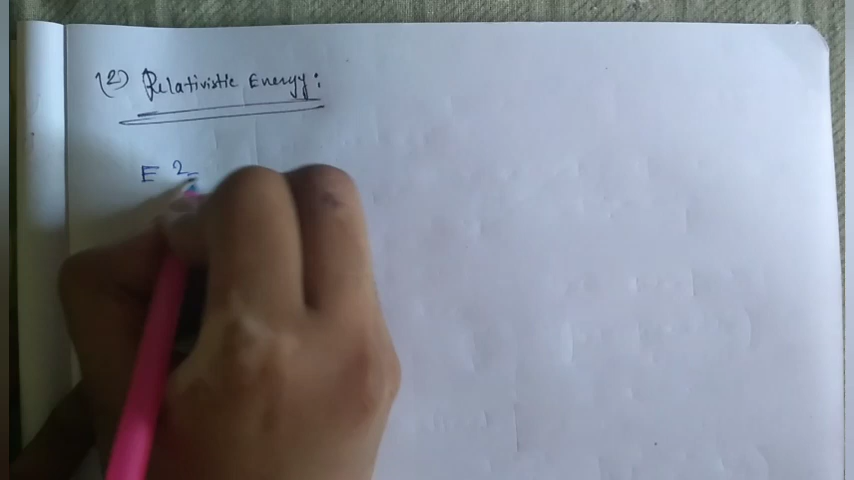 (2) Relativistic Energy:
E 2 =